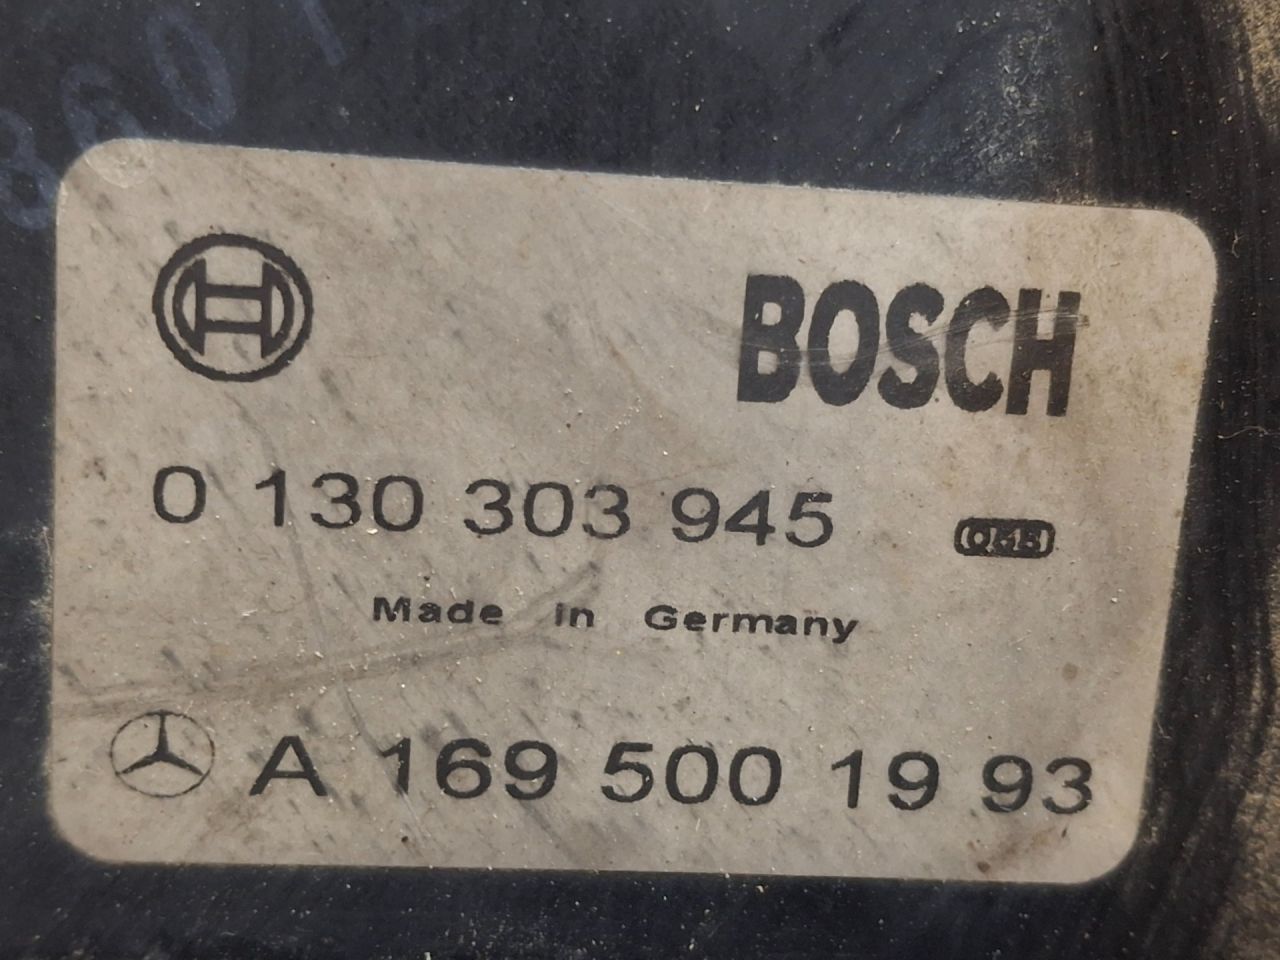 BOSCH
0 130 303 945
Made in Germany
A 169 500 19 93